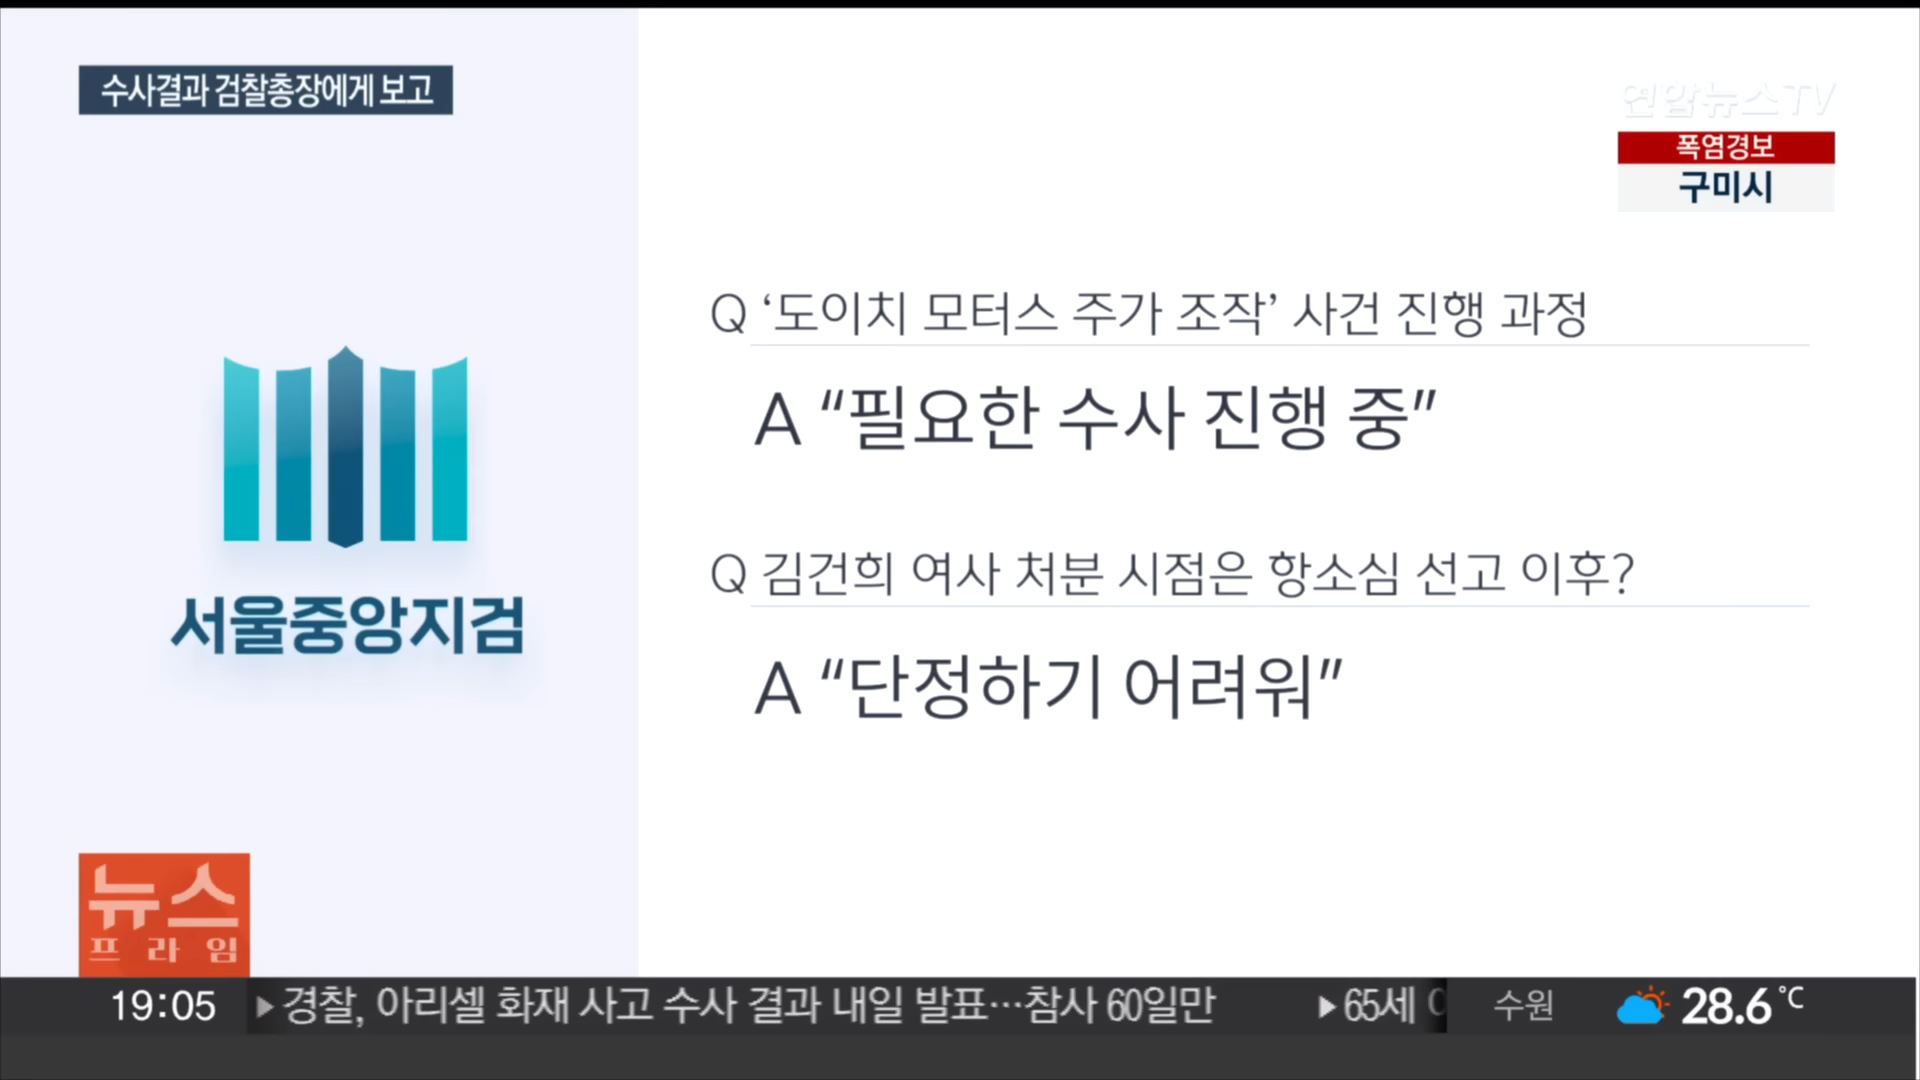 수사결과 검찰총장에게 보고
연합뉴스TV
폭염경보
구미시
Q ‘도이치 모터스 주가 조작’ 사건 진행 과정
A “필요한 수사 진행 중”
Q 김건희 여사 처분 시점은 항소심 선고 이후?
A “단정하기 어려워”
서울중앙지검
뉴스
프라임
19:05 ▶경찰, 아리셀 화재 사고 수사 결과 내일 발표…참사 60일만 ▶65세 수원 28.6℃